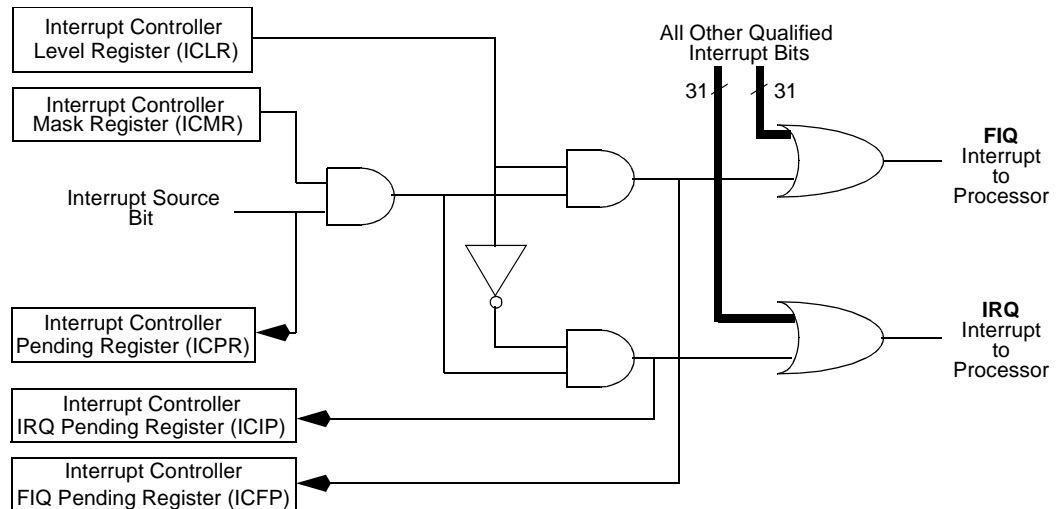 Interrupt Controller
Level Register (ICLR)
All Other Qualified
Interrupt Bits
31
31
Interrupt Controller
Mask Register (ICMR)
FIQ
Interrupt
to
Processor
Interrupt Source
Bit
Interrupt Controller
Pending Register (ICPR)
IRQ
Interrupt
to
Processor
Interrupt Controller
IRQ Pending Register (ICIP)
Interrupt Controller
FIQ Pending Register (ICFP)